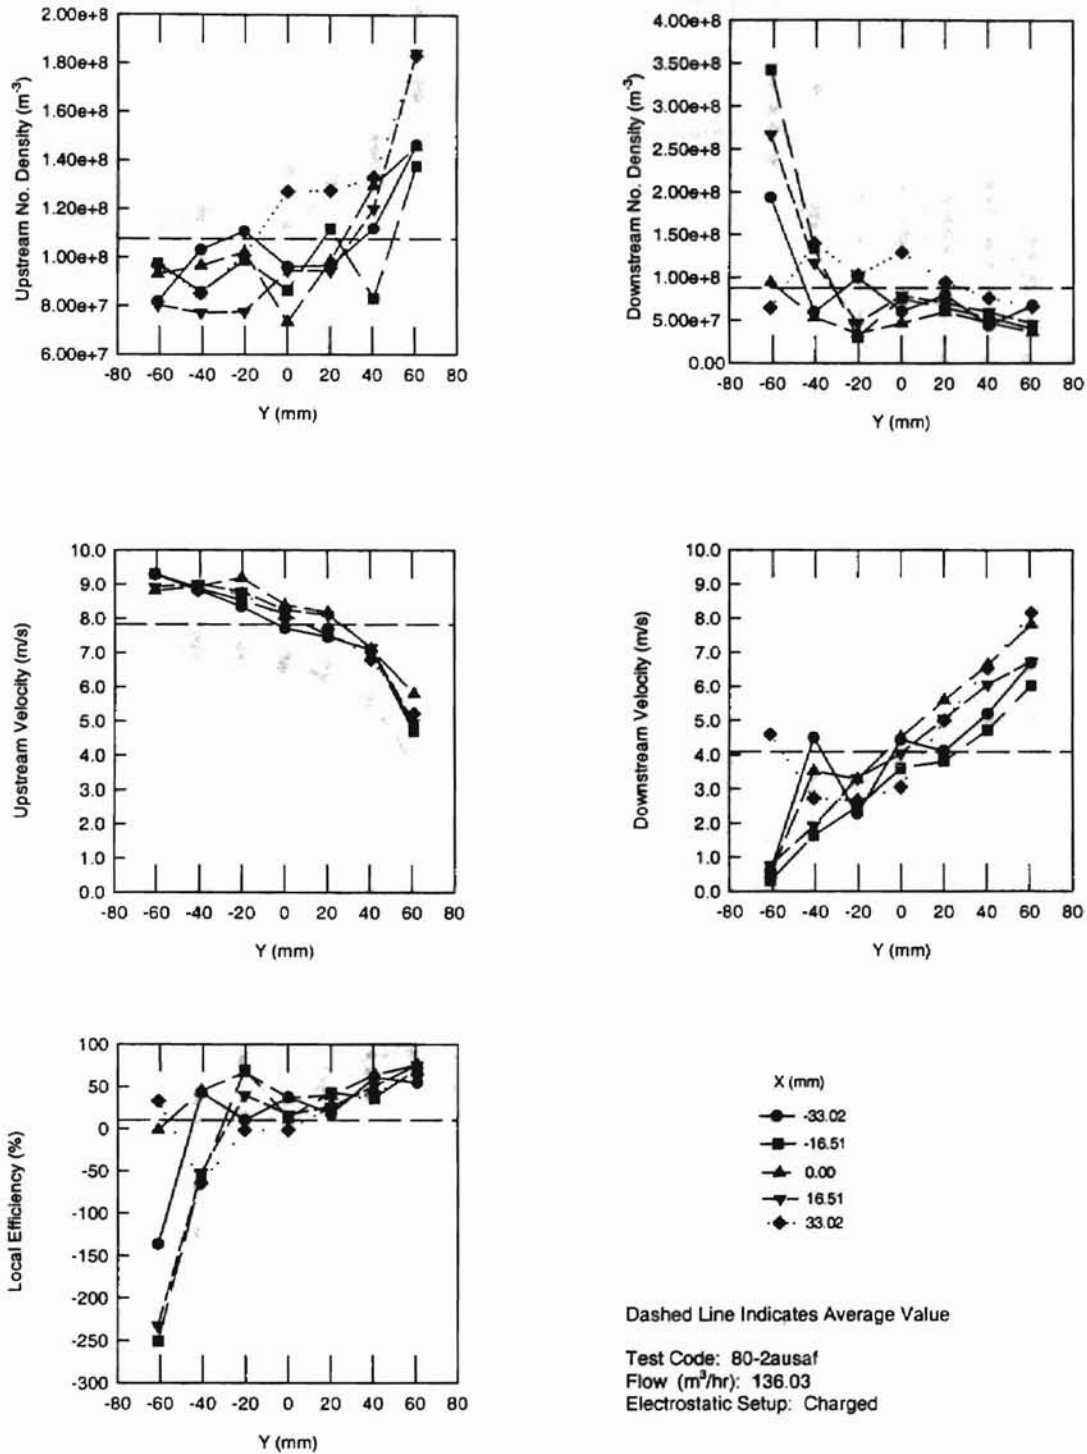 2.00e+8
1.80e+8
1.60e+8
1.40e+8
1.20e+8
1.00e+8
8.00e+7
6.00e+7
Upstream No. Density (m⁻³)
-80 -60 -40 -20 0 20 40 60 80
Y (mm)
4.00e+8
3.50e+8
3.00e+8
2.50e+8
2.00e+8
1.50e+8
1.00e+8
5.00e+7
0.00
Downstream No. Density (m⁻³)
-80 -60 -40 -20 0 20 40 60 80
Y (mm)
10.0
9.0
8.0
7.0
6.0
5.0
4.0
3.0
2.0
1.0
0.0
Upstream Velocity (m/s)
-80 -60 -40 -20 0 20 40 60 80
Y (mm)
10.0
9.0
8.0
7.0
6.0
5.0
4.0
3.0
2.0
1.0
0.0
Downstream Velocity (m/s)
-80 -60 -40 -20 0 20 40 60 80
Y (mm)
100
50
0
-50
-100
-150
-200
-250
-300
Local Efficiency (%)
-80 -60 -40 -20 0 20 40 60 80
Y (mm)
X (mm)
-33.02
-16.51
0.00
16.51
33.02
Dashed Line Indicates Average Value
Test Code: 80-2ausaf
Flow (m³/hr): 136.03
Electrostatic Setup: Charged